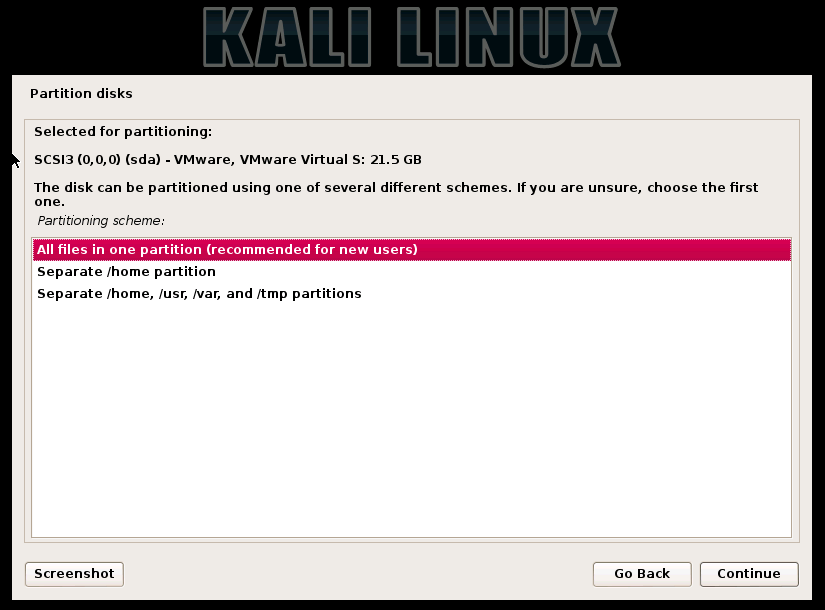 KALI LINUX
Partition disks
Selected for partitioning:
SCSI3 (0,0,0) (sda) - VMware, VMware Virtual S: 21.5 GB
The disk can be partitioned using one of several different schemes. If you are unsure, choose the first
one.
Partitioning scheme:
All files in one partition (recommended for new users)
Separate /home partition
Separate /home, /usr, /var, and /tmp partitions
Screenshot
Go Back
Continue